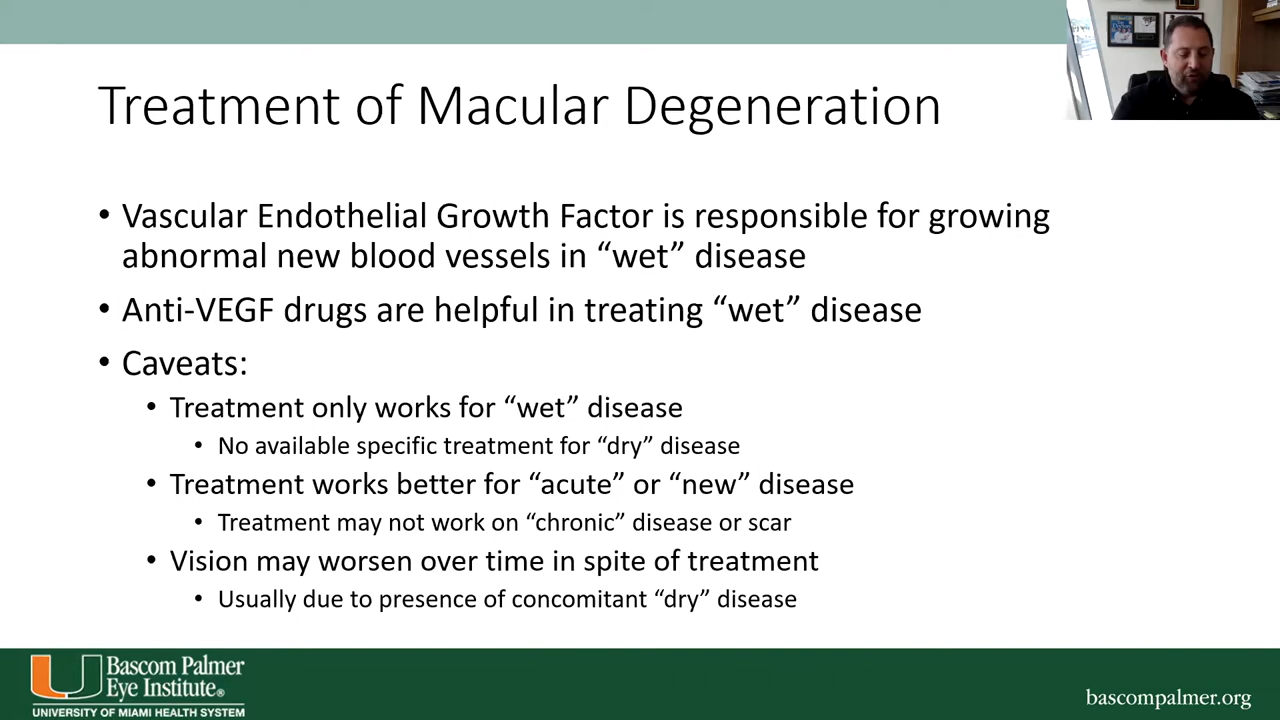 Treatment of Macular Degeneration
• Vascular Endothelial Growth Factor is responsible for growing
abnormal new blood vessels in “wet” disease
• Anti-VEGF drugs are helpful in treating “wet” disease
• Caveats:
• Treatment only works for “wet” disease
• No available specific treatment for “dry” disease
• Treatment works better for “acute” or “new” disease
• Treatment may not work on “chronic” disease or scar
• Vision may worsen over time in spite of treatment
• Usually due to presence of concomitant “dry” disease
U
Bascom Palmer
Eye Institute®
UNIVERSITY OF MIAMI HEALTH SYSTEM
bascompalmer.org